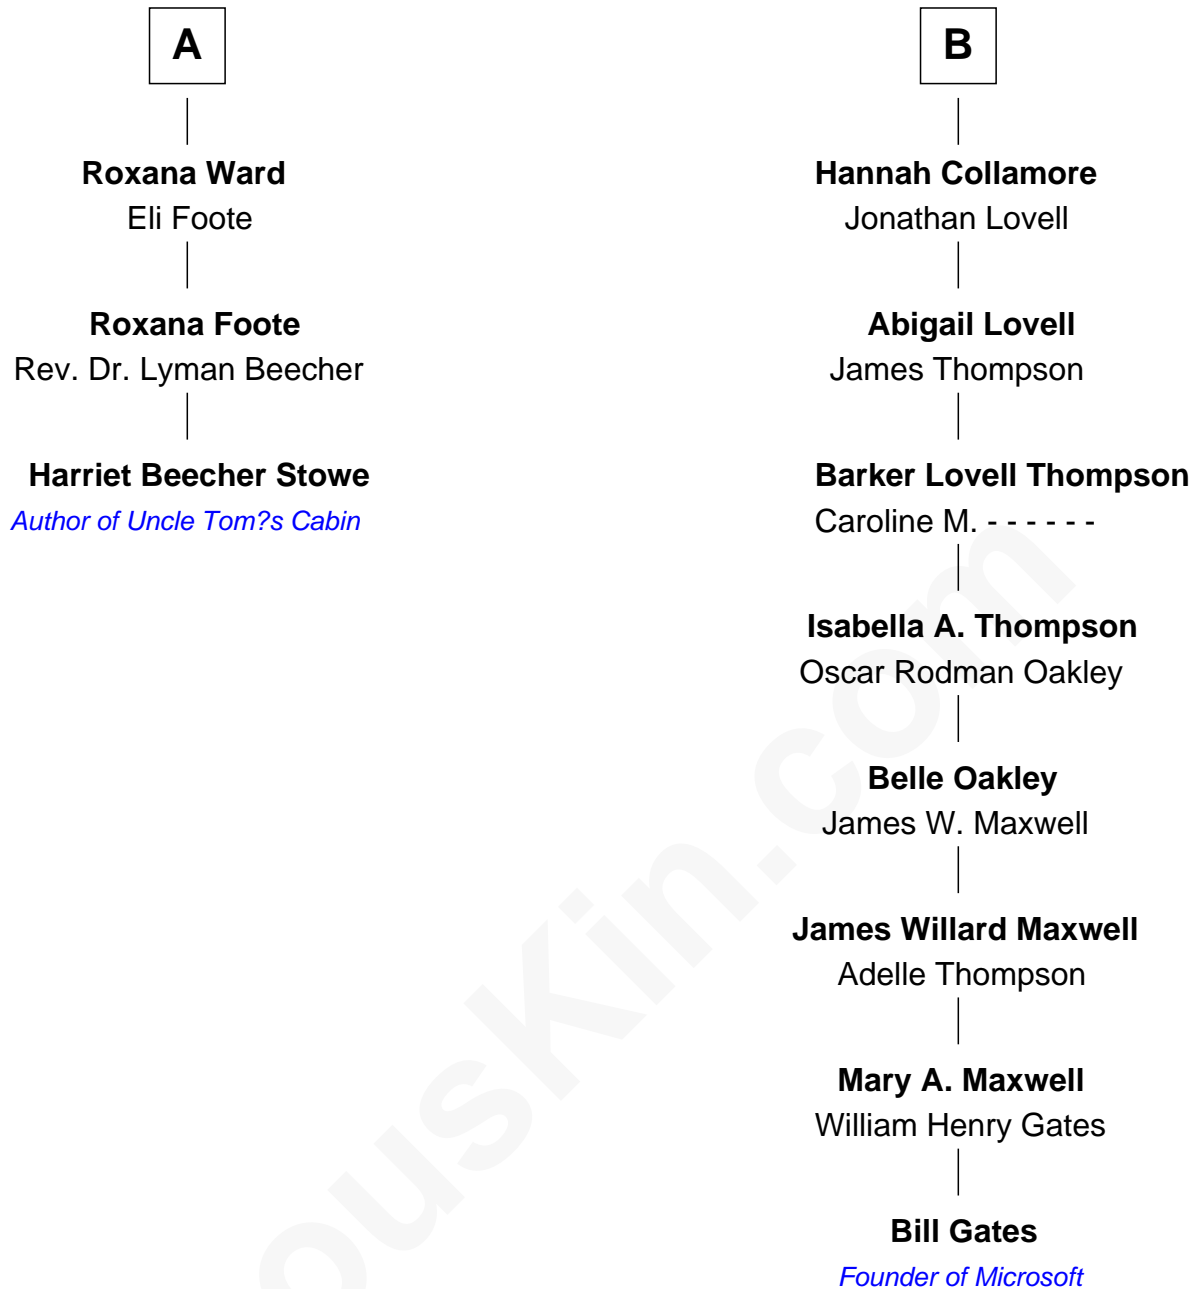 A
Roxana Ward
Eli Foote
Roxana Foote
Rev. Dr. Lyman Beecher
Harriet Beecher Stowe
Author of Uncle Tom?s Cabin
B
Hannah Collamore
Jonathan Lovell
Abigail Lovell
James Thompson
Barker Lovell Thompson
Caroline M. - - - - - -
Isabella A. Thompson
Oscar Rodman Oakley
Belle Oakley
James W. Maxwell
James Willard Maxwell
Adelle Thompson
Mary A. Maxwell
William Henry Gates
Bill Gates
Founder of Microsoft
ousKin.com